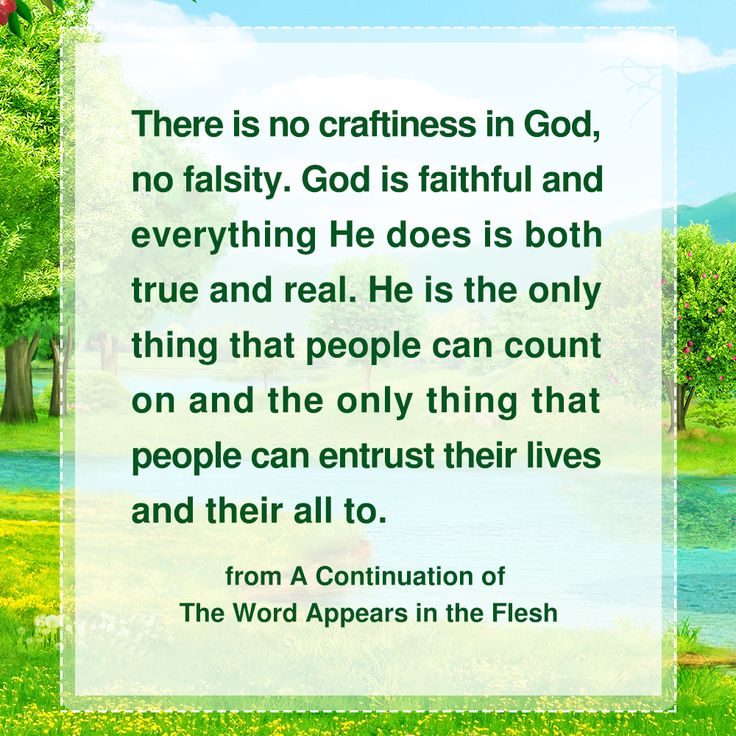 There is no craftiness in God,
no falsity. God is faithful and
everything He does is both
true and real. He is the only
thing that people can count
on and the only thing that
people can entrust their lives
and their all to.
from A Continuation of
The Word Appears in the Flesh